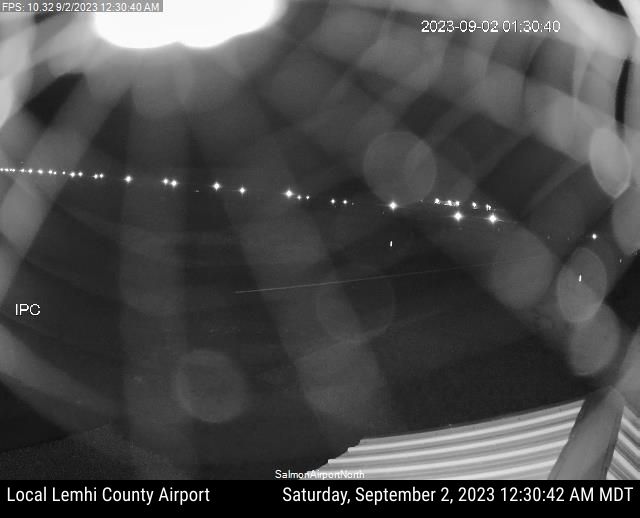 FPS: 10.32 9/2/2023 12:30:40 AM
2023-09-02 01:30:40
IPC
SalmonAirportNorth
Local Lemhi County Airport
Saturday, September 2, 2023 12:30:42 AM MDT